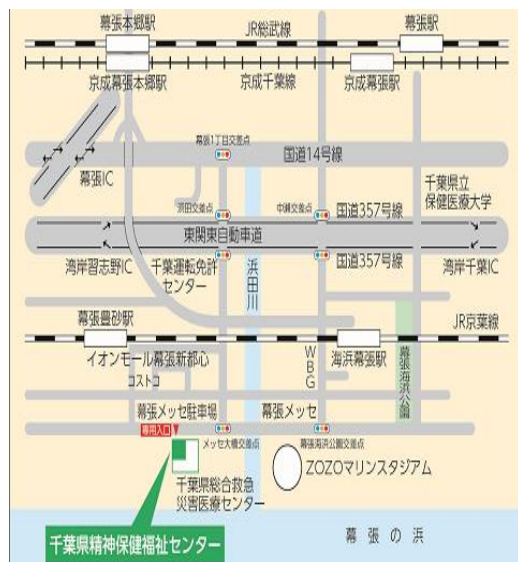 幕張本郷駅
JR総武線
幕張駅
京成幕張本郷駅
京成千葉線
京成幕張駅
幕張1丁目交差点
国道14号線
幕張IC
千葉県立
保健医療大学
浜田交差点
中瀬交差点
国道357号線
東関東自動車道
湾岸習志野IC
千葉運転免許
センター
浜田川
国道357号線
湾岸千葉IC
幕張豊砂駅
JR京葉線
イオンモール幕張新都心
コストコ
WBG
海浜幕張駅
幕張海浜公園
幕張メッセ駐車場
幕張メッセ
専用入口
メッセ大橋交差点
幕張海浜公園交差点
ZOZOマリンスタジアム
千葉県総合救急
災害医療センター
千葉県精神保健福祉センター
幕張の浜